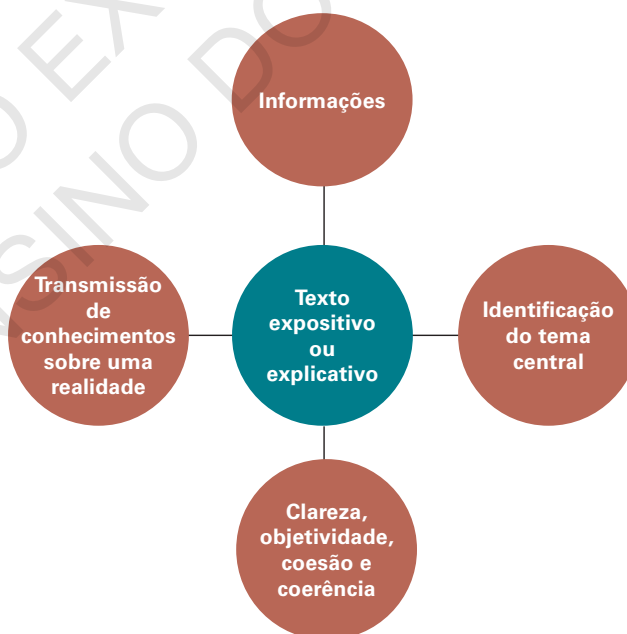 Informações
Transmissão
de
conhecimentos
sobre uma
realidade
Texto
expositivo
ou
explicativo
Identificação
do tema
central
Clareza,
objetividade,
coesão e
coerência